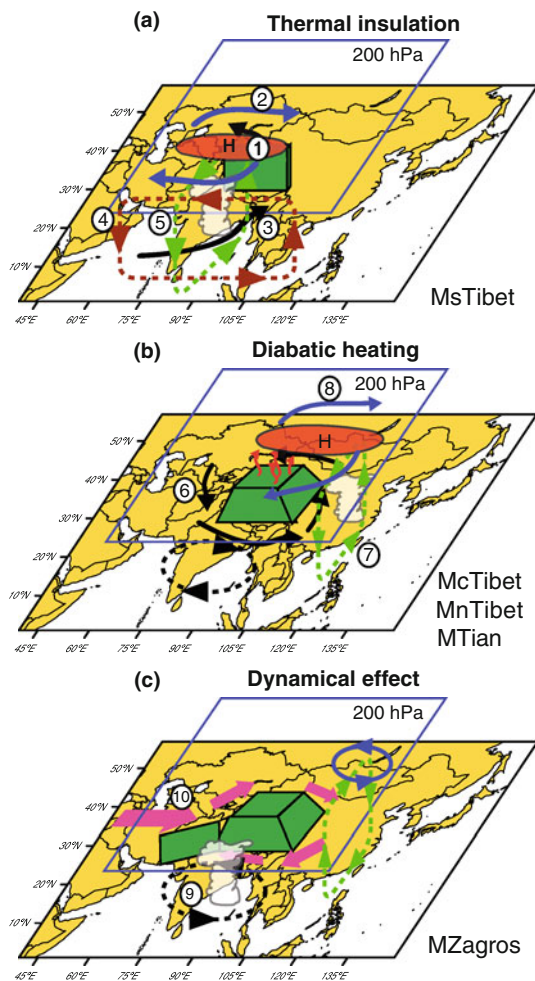 (a) Thermal insulation
200 hPa
2
50°N
H
1
40°N
30°N
4
5
3
20°N
10°N
MsTibet
45°E 60°E 75°E 90°E 105°E 120°E 135°E
(b) Diabatic heating
8
200 hPa
50°N
H
40°N
6
30°N
7
20°N
McTibet
10°N
MnTibet
MTian
45°E 60°E 75°E 90°E 105°E 120°E 135°E
(c) Dynamical effect
200 hPa
50°N
10
40°N
30°N
9
20°N
10°N
MZagros
45°E 60°E 75°E 90°E 105°E 120°E 135°E